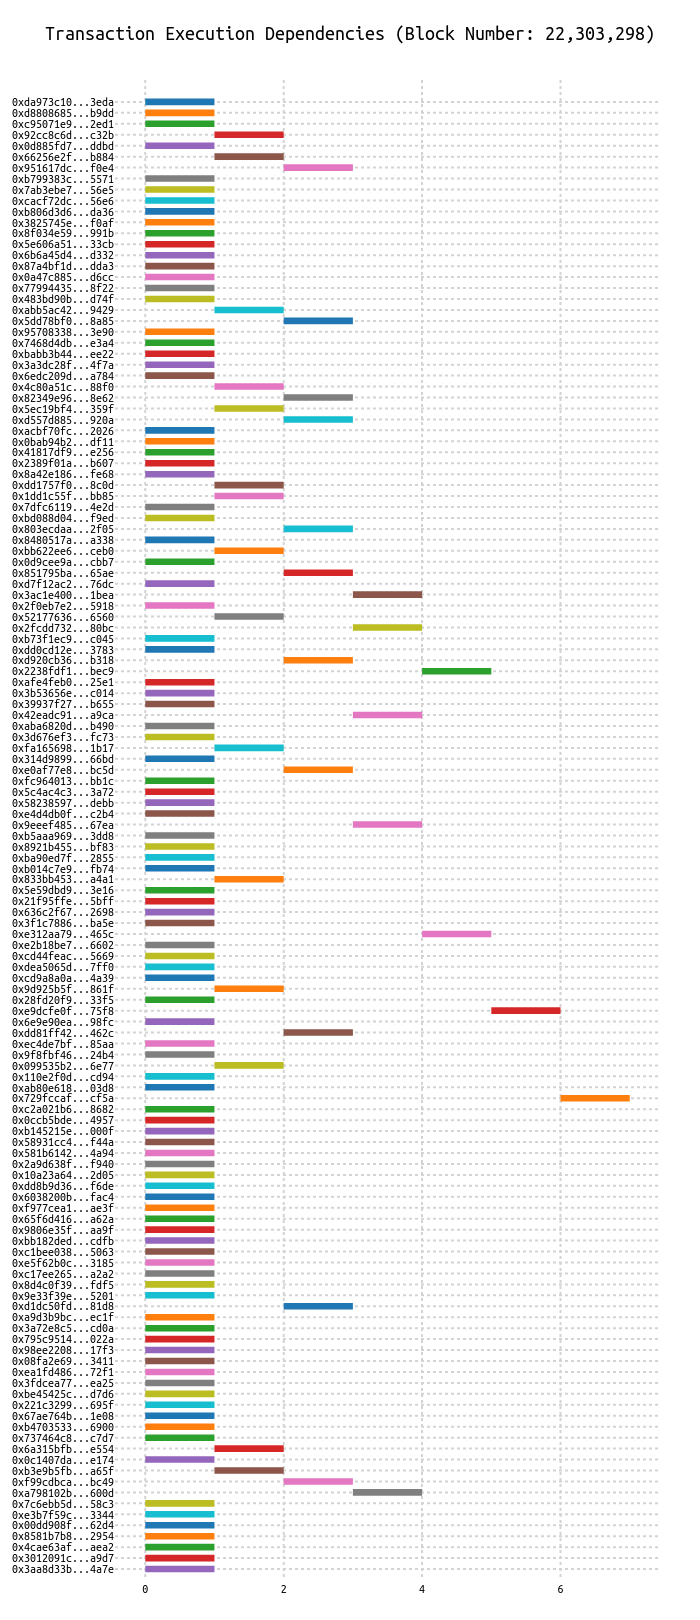 Transaction Execution Dependencies (Block Number: 22,303,298)
0xda973c10...3eda
0xd8808685...b9dd
0xc95071e9...2ed1
0x92cc8c6d...c32b
0x0d885fd7...ddbd
0x66256e2f...b884
0x951617dc...f0e4
0xb799383c...5571
0x7ab3ebe7...56e5
0xcacf72dc...56e6
0xb806d3d6...da36
0x3825745e...f0af
0x8f034e59...991b
0x5e606a51...33cb
0x6b6a45d4...d332
0x87a4bf1d...dda3
0x0a47c885...d6cc
0x77994435...8f22
0x483bd90b...d74f
0xabb5ac42...9429
0x5dd78bf0...8a85
0x95708338...3e90
0x7468d4db...e3a4
0xbabb3b44...ee22
0x3a3dc28f...4f7a
0x6edc209d...a784
0x4c80a51c...88f0
0x82349e96...8e62
0x5ec19bf4...359f
0xd557d885...920a
0xacbf70fc...2026
0x0bab94b2...df11
0x41817df9...e256
0x2389f01a...b607
0x8a42e186...fe68
0xdd1757f0...8c0d
0x1dd1c55f...bb85
0x7dfc6119...4e2d
0xbd088d04...f9ed
0x803ecdaa...2f05
0x8480517a...a338
0xbb622ee6...ceb0
0x0d9cee9a...cbb7
0x851795ba...65ae
0xd7f12ac2...76dc
0x3ac1e400...1bea
0x2f0eb7e2...5918
0x52177636...6560
0x2fcdd732...80bc
0xb73f1ec9...c045
0xdd0cd12e...3783
0xd920cb36...b318
0x2238fdf1...bec9
0xafe4feb0...25e1
0x3b53656e...c014
0x39937f27...b655
0x42eadc91...a9ca
0xaba6820d...b490
0x3d676ef3...fc73
0xfa165698...1b17
0x314d9899...66bd
0xe0af77e8...bc5d
0xfc964013...bb1c
0x5c4ac4c3...3a72
0x58238597...debb
0xe4d4db0f...c2b4
0x9eeef485...67ea
0xb5aaa969...3dd8
0x8921b455...bf83
0xba90ed7f...2855
0xb014c7e9...fb74
0x833bb453...a4a1
0x5e59dbd9...3e16
0x21f95ffe...5bff
0x636c2f67...2698
0x3f1c7886...ba5e
0xe312aa79...465c
0xe2b18be7...6602
0xcd44feac...5669
0xdea5065d...7ff0
0xcd9a8a0a...4a39
0x9d925b5f...861f
0x28fd20f9...33f5
0xe9dcfe0f...75f8
0x6e9e90ea...98fc
0xdd81ff42...462c
0xec4de7bf...85aa
0x9f8fbf46...24b4
0x099535b2...6e77
0x110e2f0d...cd94
0xab80e618...03d8
0x729fccaf...cf5a
0xc2a021b6...8682
0x0ccb5bde...4957
0xb145215e...000f
0x58931cc4...f44a
0x581b6142...4a94
0x2a9d638f...f940
0x10a23a64...2d05
0xdd8b9d36...f6de
0x6038200b...fac4
0xf977cea1...ae3f
0x65f6d416...a62a
0x9806e35f...aa9f
0xbb182ded...cdfb
0xc1bee038...5063
0xe5f62b0c...3185
0xc17ee265...a2a2
0x8d4c0f39...fdf5
0x9e33f39e...5201
0xd1dc50fd...81d8
0xa9d3b9bc...ec1f
0x3a72e8c5...cd0a
0x795c9514...022a
0x98ee2208...17f3
0x08fa2e69...3411
0xea1fd486...72f1
0x3fdcea77...ea25
0xbe45425c...d7d6
0x221c3299...695f
0x67ae764b...1e08
0xb4703533...6900
0x737464c8...c7d7
0x6a315bfb...e554
0x0c1407da...e174
0xb3e9b5fb...a65f
0xf99cdbca...bc49
0xa798102b...600d
0x7c6ebb5d...58c3
0xe3b7f59c...3344
0x00dd908f...62d4
0x8581b7b8...2954
0x4cae63af...aea2
0x3012091c...a9d7
0x3aa8d33b...4a7e
0 2 4 6